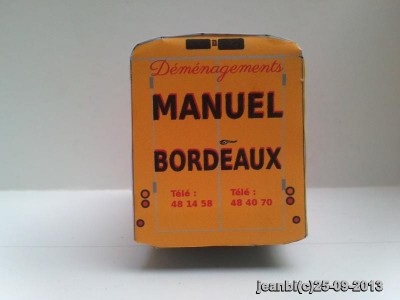 Déménagements
MANUEL
BORDEAUX
Télé : Télé :
48 14 58 48 40 70
jeanbl(c)25-09-2013